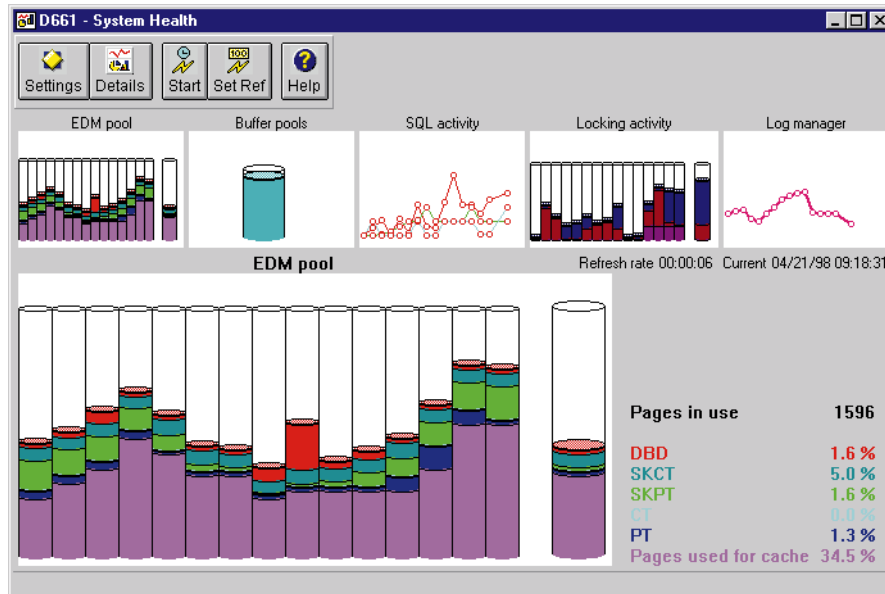 D661 - System Health
Settings Details Start Set Ref Help
100
EDM pool Buffer pools SQL activity Locking activity Log manager
EDM pool Refresh rate 00:00:06 Current 04/21/98 09:18:31
Pages in use 1596
DBD 1.6 %
SKCT 5.0 %
SKPT 1.6 %
CT 0.0 %
PT 1.3 %
Pages used for cache 34.5 %